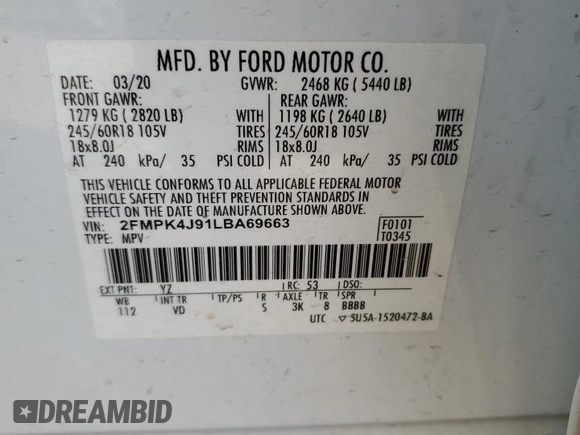 MFD. BY FORD MOTOR CO.
DATE: 03/20 GVWR: 2468 KG ( 5440 LB)
FRONT GAWR: REAR GAWR:
1279 KG ( 2820 LB) WITH 1198 KG ( 2640 LB) WITH
245/60R18 105V TIRES 245/60R18 105V TIRES
18x8.0J RIMS 18x8.0J RIMS
AT 240 kPa/ 35 PSI COLD AT 240 kPa/ 35 PSI COLD
THIS VEHICLE CONFORMS TO ALL APPLICABLE FEDERAL MOTOR
VEHICLE SAFETY AND THEFT PREVENTION STANDARDS IN
EFFECT ON THE DATE OF MANUFACTURE SHOWN ABOVE.
VIN: 2FMPK4J91LBA69663 F0101
TYPE: MPV T0345
EXT PNT: YZ RC: 53 DSO:
WB INT TR TP/PS R AXLE TR SPR
112 VD S 3K 8 BBBB
UTC ▽ 5U5A-1520472-BA
DREAMBID